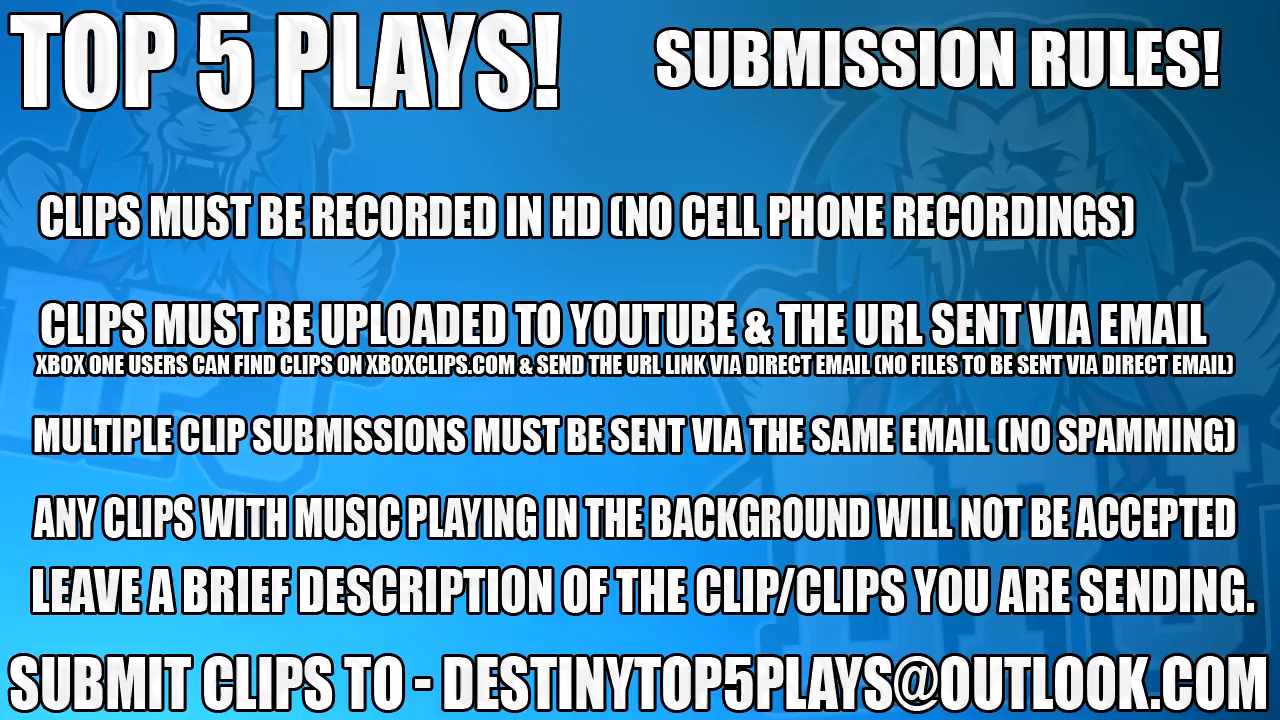 TOP 5 PLAYS!
SUBMISSION RULES!
CLIPS MUST BE RECORDED IN HD (NO CELL PHONE RECORDINGS)
CLIPS MUST BE UPLOADED TO YOUTUBE & THE URL SENT VIA EMAIL
XBOX ONE USERS CAN FIND CLIPS ON XBOXCLIPS.COM & SEND THE URL LINK VIA DIRECT EMAIL (NO FILES TO BE SENT VIA DIRECT EMAIL)
MULTIPLE CLIP SUBMISSIONS MUST BE SENT VIA THE SAME EMAIL (NO SPAMMING)
ANY CLIPS WITH MUSIC PLAYING IN THE BACKGROUND WILL NOT BE ACCEPTED
LEAVE A BRIEF DESCRIPTION OF THE CLIP/CLIPS YOU ARE SENDING.
SUBMIT CLIPS TO - DESTINYTOP5PLAYS@OUTLOOK.COM